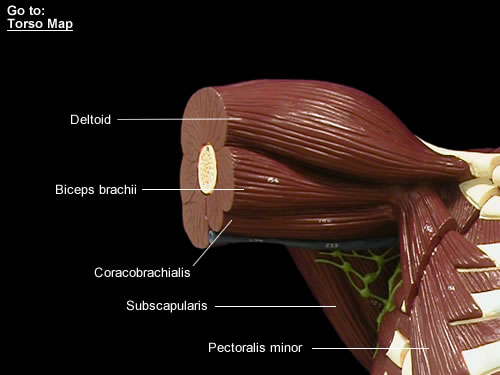 Go to:
Torso Map
Deltoid
Biceps brachii
Coracobrachialis
Subscapularis
Pectoralis minor